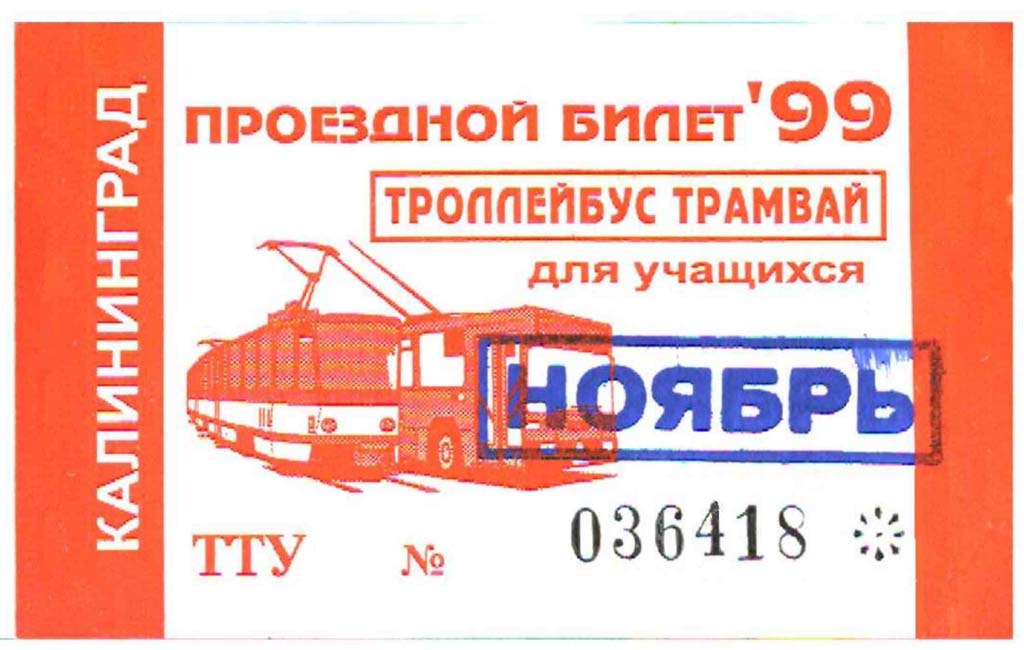 КАЛИНИНГРАД
ПРОЕЗДНОЙ БИЛЕТ '99
ТРОЛЛЕЙБУС ТРАМВАЙ
для учащихся
НОЯБРЬ
ТТУ № 036418